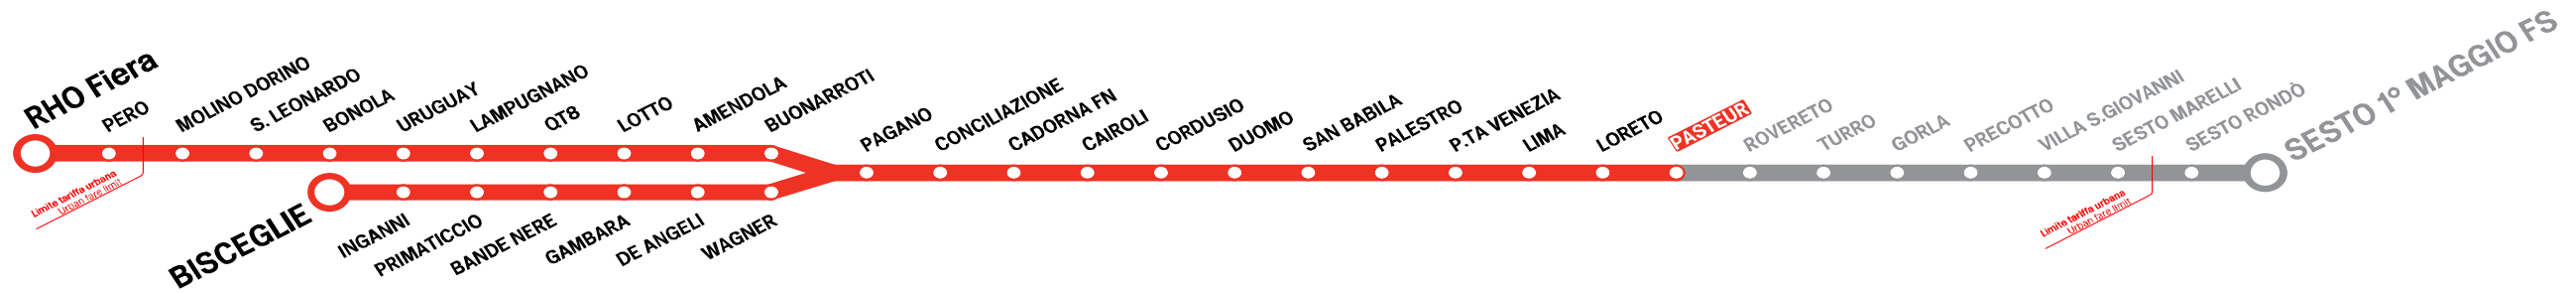 RHO Fiera
PERO
MOLINO DORINO
S. LEONARDO
BONOLA
URUGUAY
LAMPUGNANO
QT8
LOTTO
AMENDOLA
BUONARROTI
PAGANO
CONCILIAZIONE
CADORNA FN
CAIROLI
CORDUSIO
DUOMO
SAN BABILA
PALESTRO
P.TA VENEZIA
LIMA
LORETO
PASTEUR
ROVERETO
TURRO
GORLA
PRECOTTO
VILLA S.GIOVANNI
SESTO MARELLI
SESTO RONDÒ
SESTO 1° MAGGIO FS
Limite tariffa urbana
Urban fare limit
BISCEGLIE
INGANNI
PRIMATICCIO
BANDE NERE
GAMBARA
DE ANGELI
WAGNER
Limite tariffa urbana
Urban fare limit